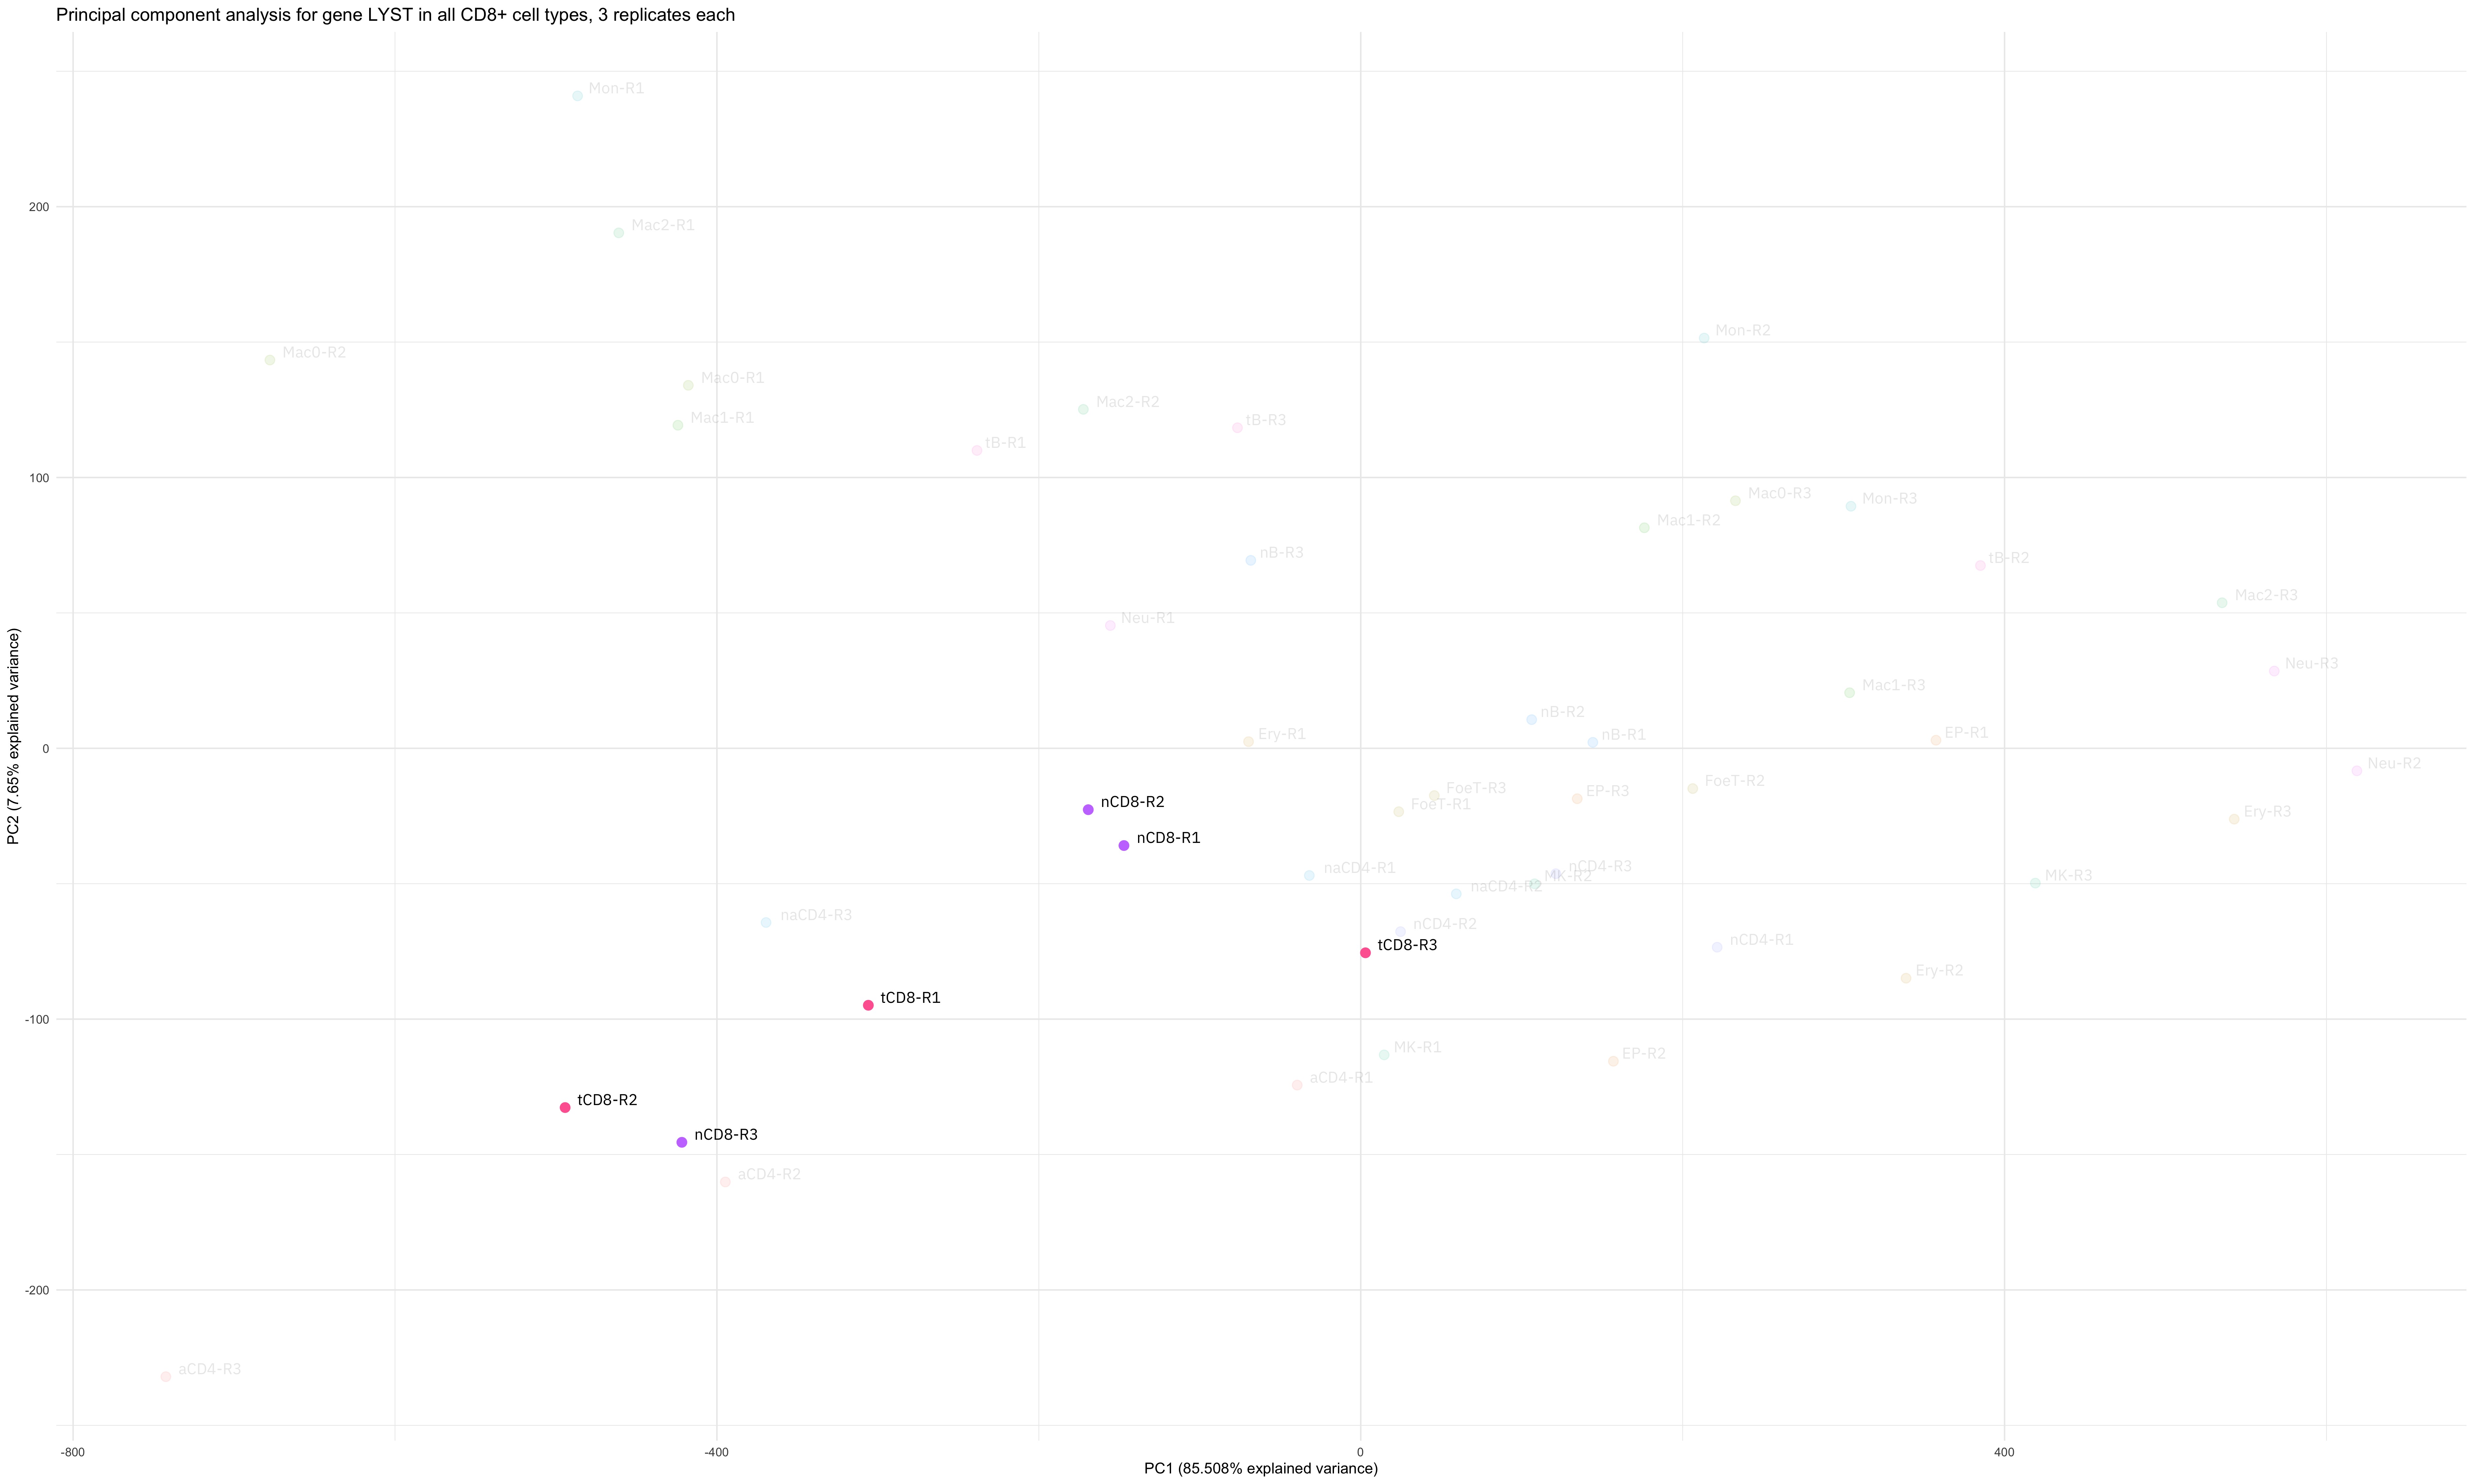 Principal component analysis for gene LYST in all CD8+ cell types, 3 replicates each
Mon-R1
200
Mac2-R1
Mon-R2
Mac0-R2
Mac0-R1
Mac2-R2
Mac1-R1
tB-R3
tB-R1
100
Mac0-R3
Mon-R3
Mac1-R2
nB-R3
tB-R2
Mac2-R3
Neu-R1
Neu-R3
Mac1-R3
nB-R2
Ery-R1
nB-R1
EP-R1
0
Neu-R2
FoeT-R2
FoeT-R3
EP-R3
nCD8-R2
FoeT-R1
Ery-R3
nCD8-R1
naCD4-R1
nCD4-R3
MK-R2
MK-R3
naCD4-R2
naCD4-R3
nCD4-R2
nCD4-R1
tCD8-R3
Ery-R2
tCD8-R1
-100
MK-R1
EP-R2
aCD4-R1
tCD8-R2
nCD8-R3
aCD4-R2
-200
aCD4-R3
-800
-400
0
400
PC1 (85.508% explained variance)
PC2 (7.65% explained variance)